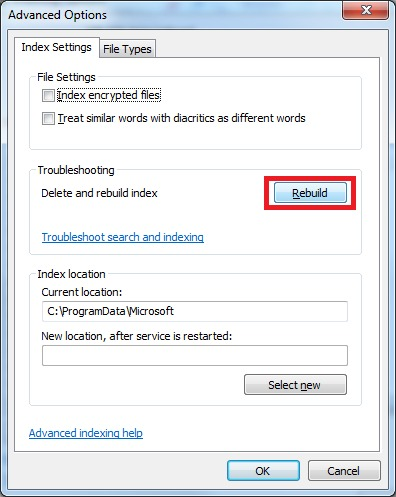 Advanced Options
Index Settings File Types
File Settings
Index encrypted files
Treat similar words with diacritics as different words
Troubleshooting
Delete and rebuild index Rebuild
Troubleshoot search and indexing
Index location
Current location:
C:\ProgramData\Microsoft
New location, after service is restarted:
Select new
Advanced indexing help
OK Cancel